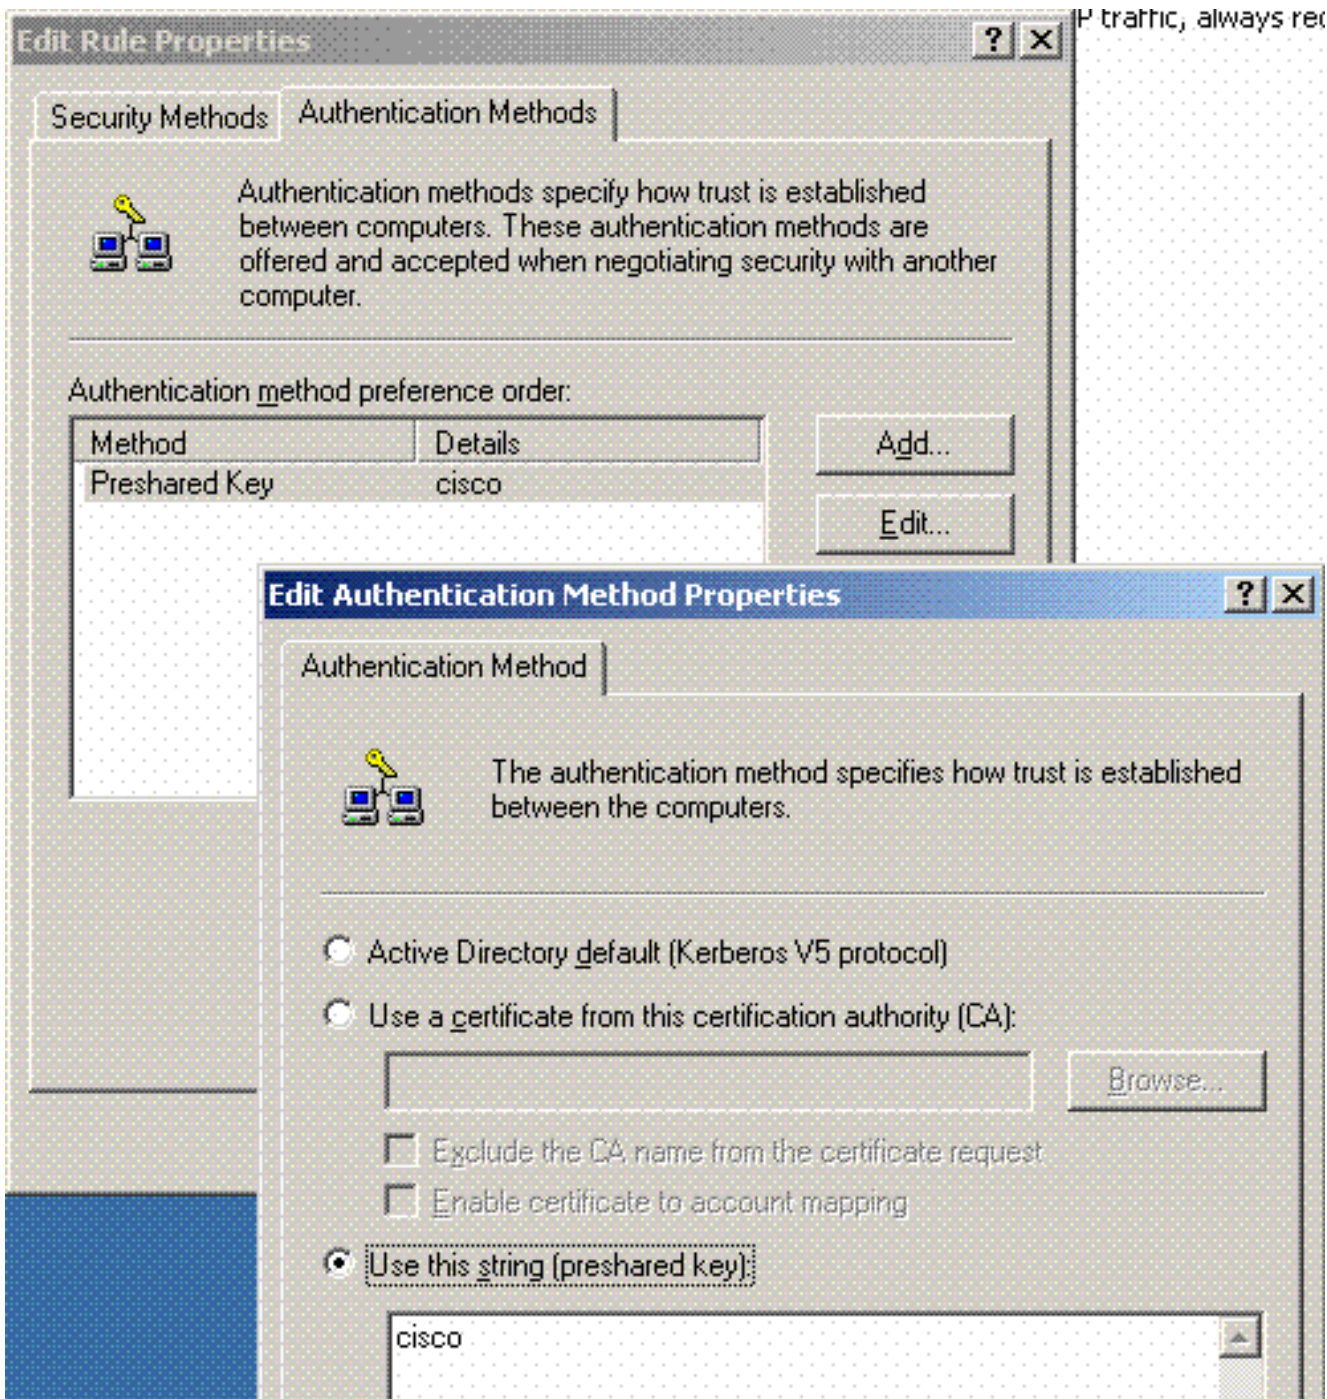 P traffic, always rec
Edit Rule Properties
Security Methods
Authentication Methods
Authentication methods specify how trust is established
between computers. These authentication methods are
offered and accepted when negotiating security with another
computer.
Authentication method preference order:
Method Details
Preshared Key cisco
Add...
Edit...
Edit Authentication Method Properties
Authentication Method
The authentication method specifies how trust is established
between the computers.
Active Directory default (Kerberos V5 protocol)
Use a certificate from this certification authority (CA):
Browse...
Exclude the CA name from the certificate request
Enable certificate to account mapping
Use this string (preshared key):
cisco